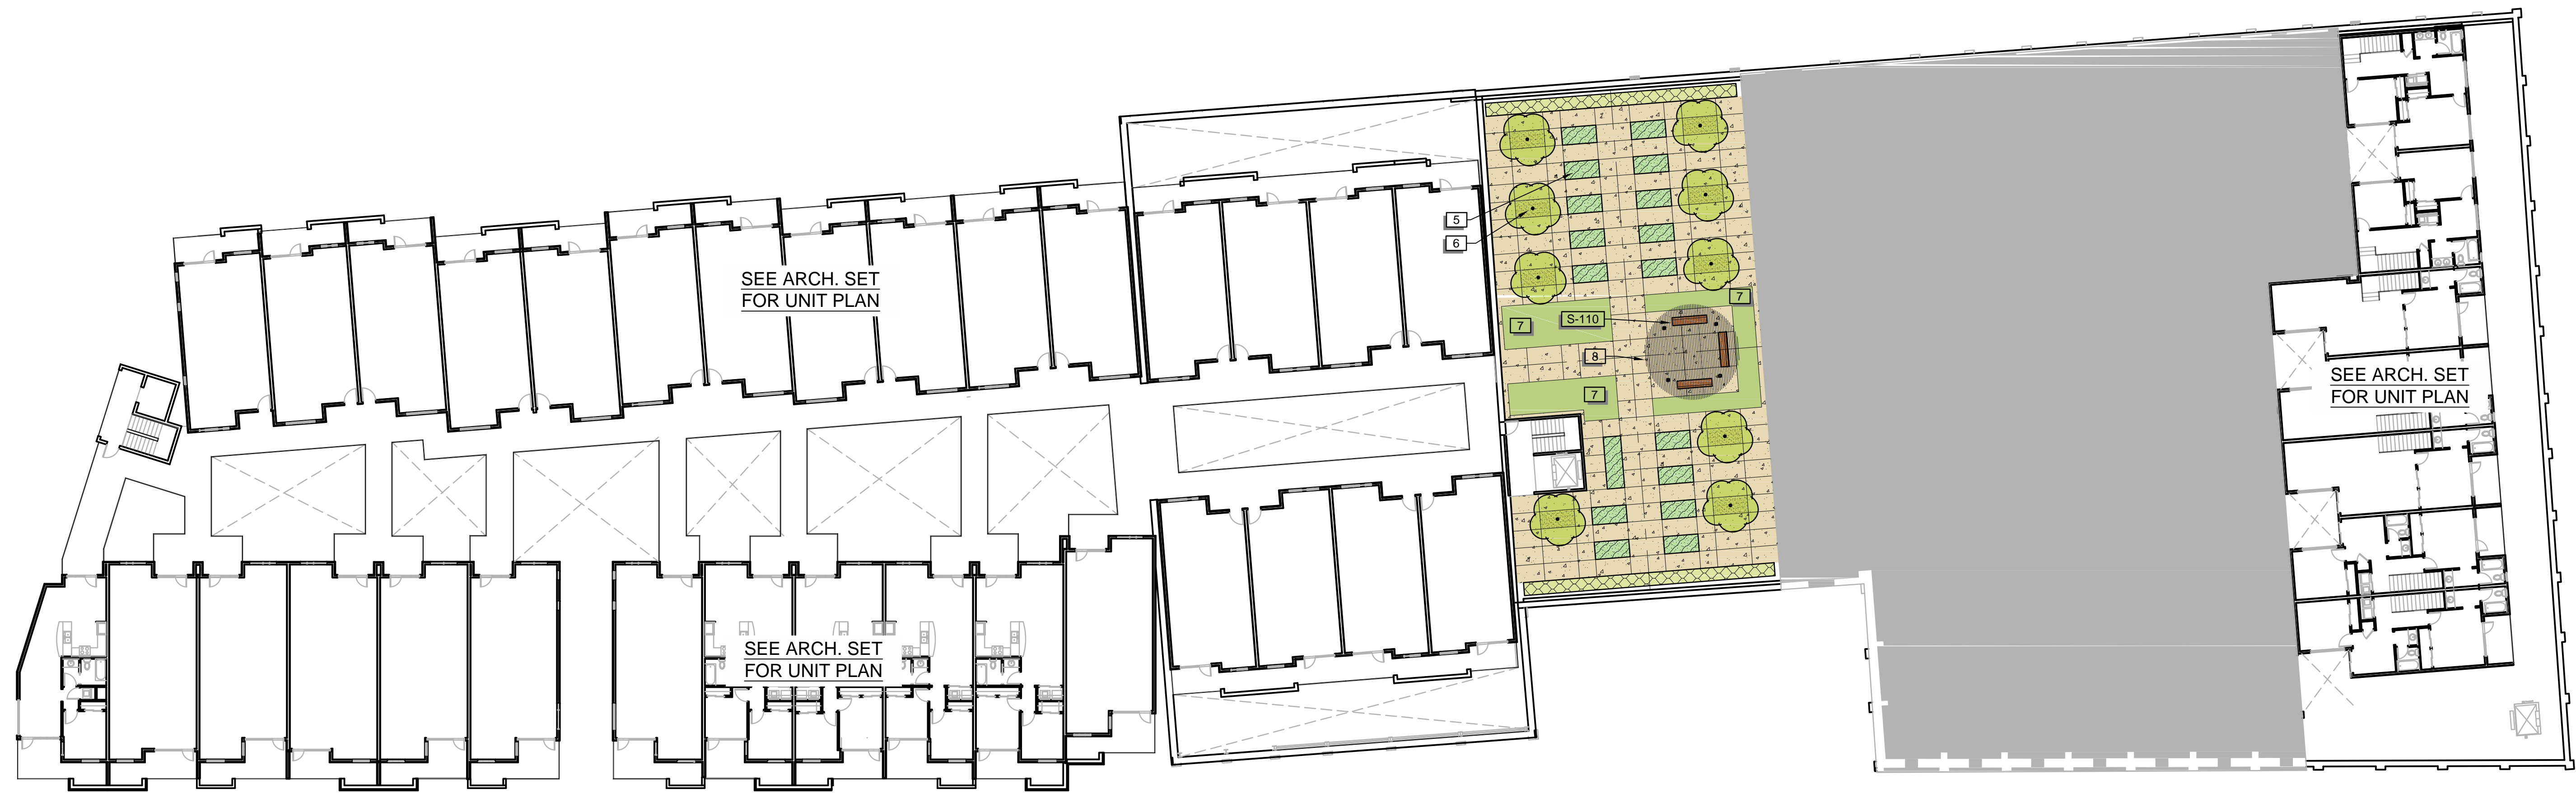 SEE ARCH. SET
FOR UNIT PLAN
5
6
7
S-110
7
8
7
SEE ARCH. SET
FOR UNIT PLAN
SEE ARCH. SET
FOR UNIT PLAN